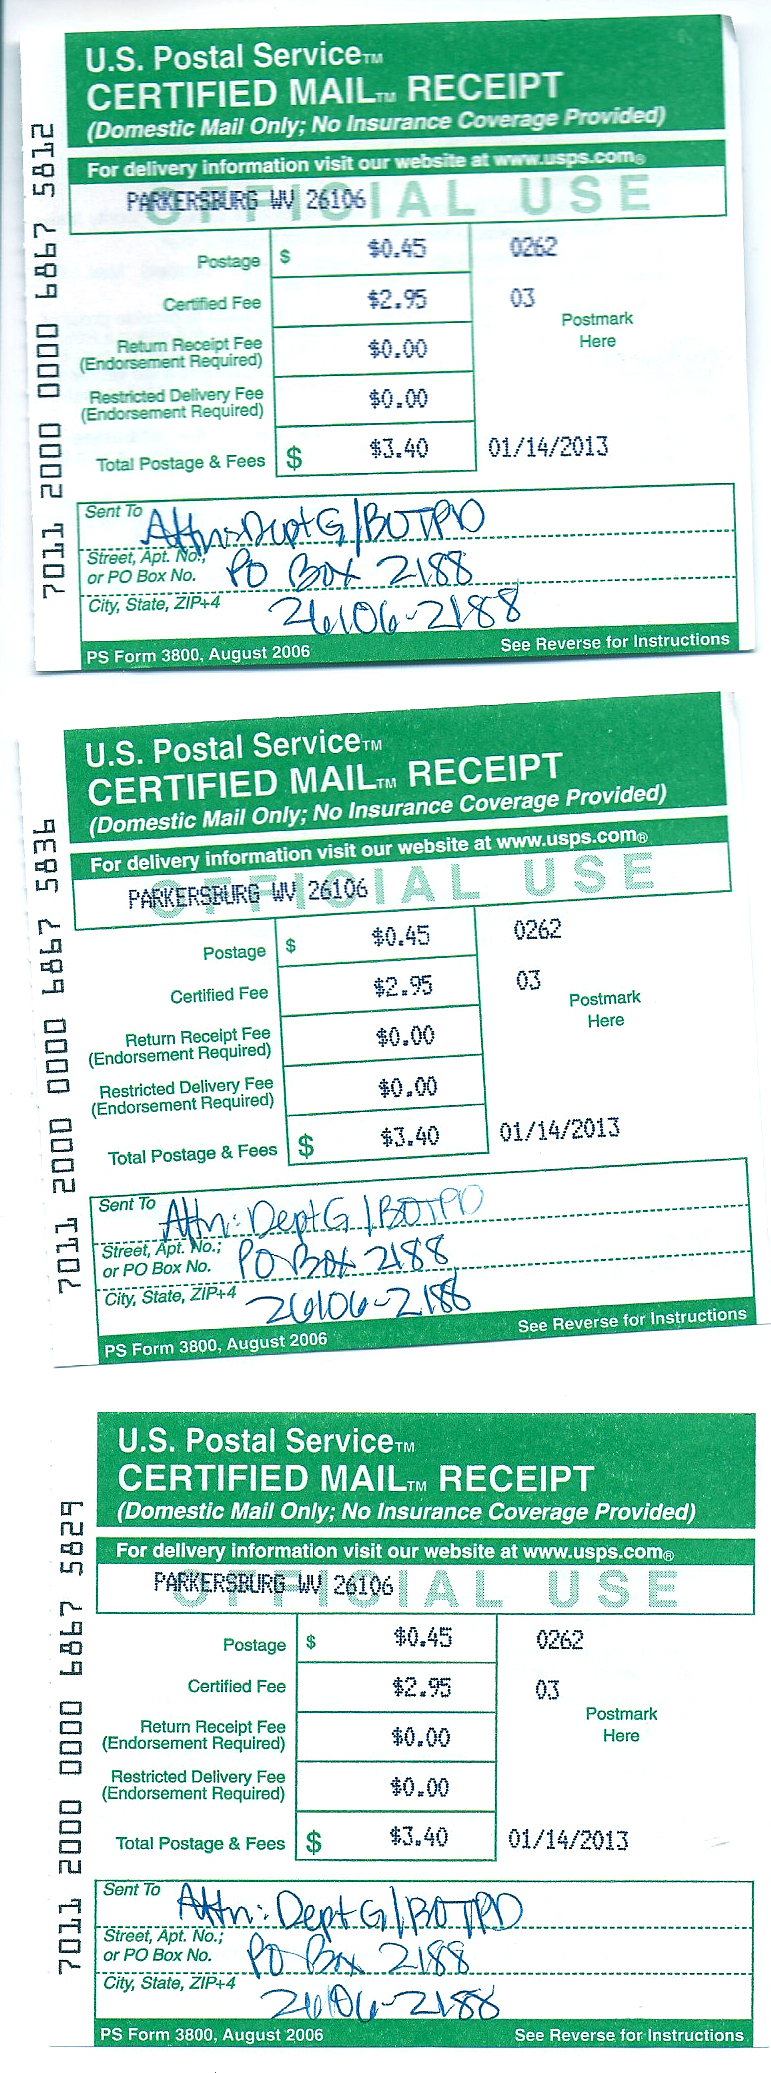 U.S. Postal Service™
CERTIFIED MAIL™ RECEIPT
(Domestic Mail Only; No Insurance Coverage Provided)
For delivery information visit our website at www.usps.com®
OFFICIAL USE
PARKERSBURG WV 26106
Postage $ $0.45 0262
Certified Fee $2.95 03
Postmark
Here
Return Receipt Fee
(Endorsement Required) $0.00
Restricted Delivery Fee
(Endorsement Required) $0.00
Total Postage & Fees $ $3.40 01/14/2013
Sent To Attn: Dept G/BOTPD
Street, Apt. No.;
or PO Box No. PO Box 2188
City, State, ZIP+4 26106-2188
PS Form 3800, August 2006 See Reverse for Instructions
7011 2000 0000 6867 5812
U.S. Postal Service™
CERTIFIED MAIL™ RECEIPT
(Domestic Mail Only; No Insurance Coverage Provided)
For delivery information visit our website at www.usps.com®
OFFICIAL USE
PARKERSBURG WV 26106
Postage $ $0.45 0262
Certified Fee $2.95 03
Postmark
Here
Return Receipt Fee
(Endorsement Required) $0.00
Restricted Delivery Fee
(Endorsement Required) $0.00
Total Postage & Fees $ $3.40 01/14/2013
Sent To Attn: Dept G/BOTPD
Street, Apt. No.;
or PO Box No. PO Box 2188
City, State, ZIP+4 26106-2188
PS Form 3800, August 2006 See Reverse for Instructions
7011 2000 0000 6867 5836
U.S. Postal Service™
CERTIFIED MAIL™ RECEIPT
(Domestic Mail Only; No Insurance Coverage Provided)
For delivery information visit our website at www.usps.com®
OFFICIAL USE
PARKERSBURG WV 26106
Postage $ $0.45 0262
Certified Fee $2.95 03
Postmark
Here
Return Receipt Fee
(Endorsement Required) $0.00
Restricted Delivery Fee
(Endorsement Required) $0.00
Total Postage & Fees $ $3.40 01/14/2013
Sent To Attn: Dept G/BOTPD
Street, Apt. No.;
or PO Box No. PO Box 2188
City, State, ZIP+4 26106-2188
PS Form 3800, August 2006 See Reverse for Instructions
7011 2000 0000 6867 5829